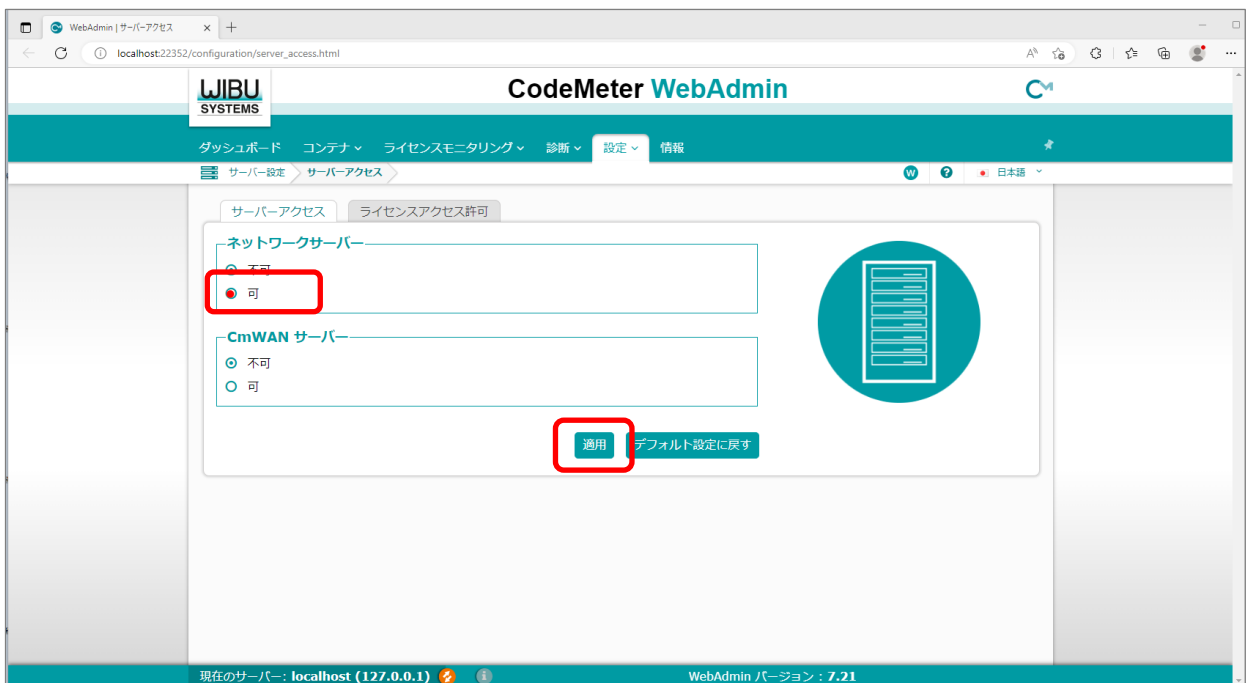 WebAdmin | サーバーアクセス
localhost:22352/configuration/server_access.html
WIBU
SYSTEMS
CodeMeter WebAdmin
ダッシュボード コンテナ ライセンスモニタリング 診断 設定 情報
サーバー設定 サーバーアクセス
W ? 日本語
サーバーアクセス ライセンスアクセス許可
ネットワークサーバー
不可
可
CmWAN サーバー
不可
可
適用 デフォルト設定に戻す
現在のサーバー: localhost (127.0.0.1) WebAdmin バージョン : 7.21